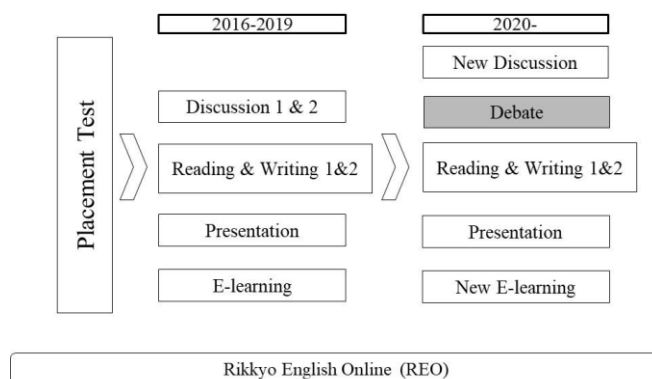 2016-2019
2020-
Placement Test
Discussion 1 & 2
Reading & Writing 1&2
Presentation
E-learning
New Discussion
Debate
Reading & Writing 1&2
Presentation
New E-learning
Rikkyo English Online (REO)